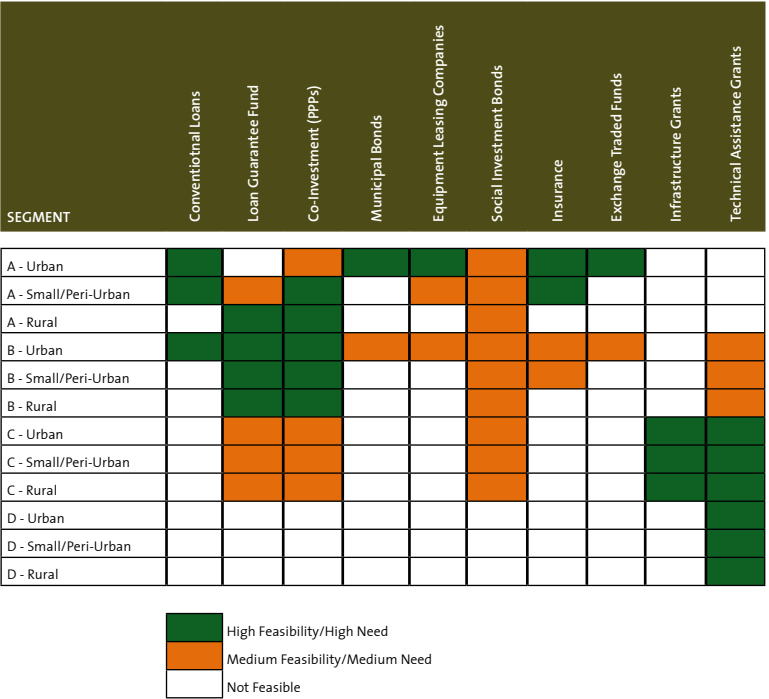 SEGMENT
Conventiotnal Loans
Loan Guarantee Fund
Co-Investment (PPPs)
Municipal Bonds
Equipment Leasing Companies
Social Investment Bonds
Insurance
Exchange Traded Funds
Infrastructure Grants
Technical Assistance Grants
A - Urban
A - Small/Peri-Urban
A - Rural
B - Urban
B - Small/Peri-Urban
B - Rural
C - Urban
C - Small/Peri-Urban
C - Rural
D - Urban
D - Small/Peri-Urban
D - Rural
High Feasibility/High Need
Medium Feasibility/Medium Need
Not Feasible